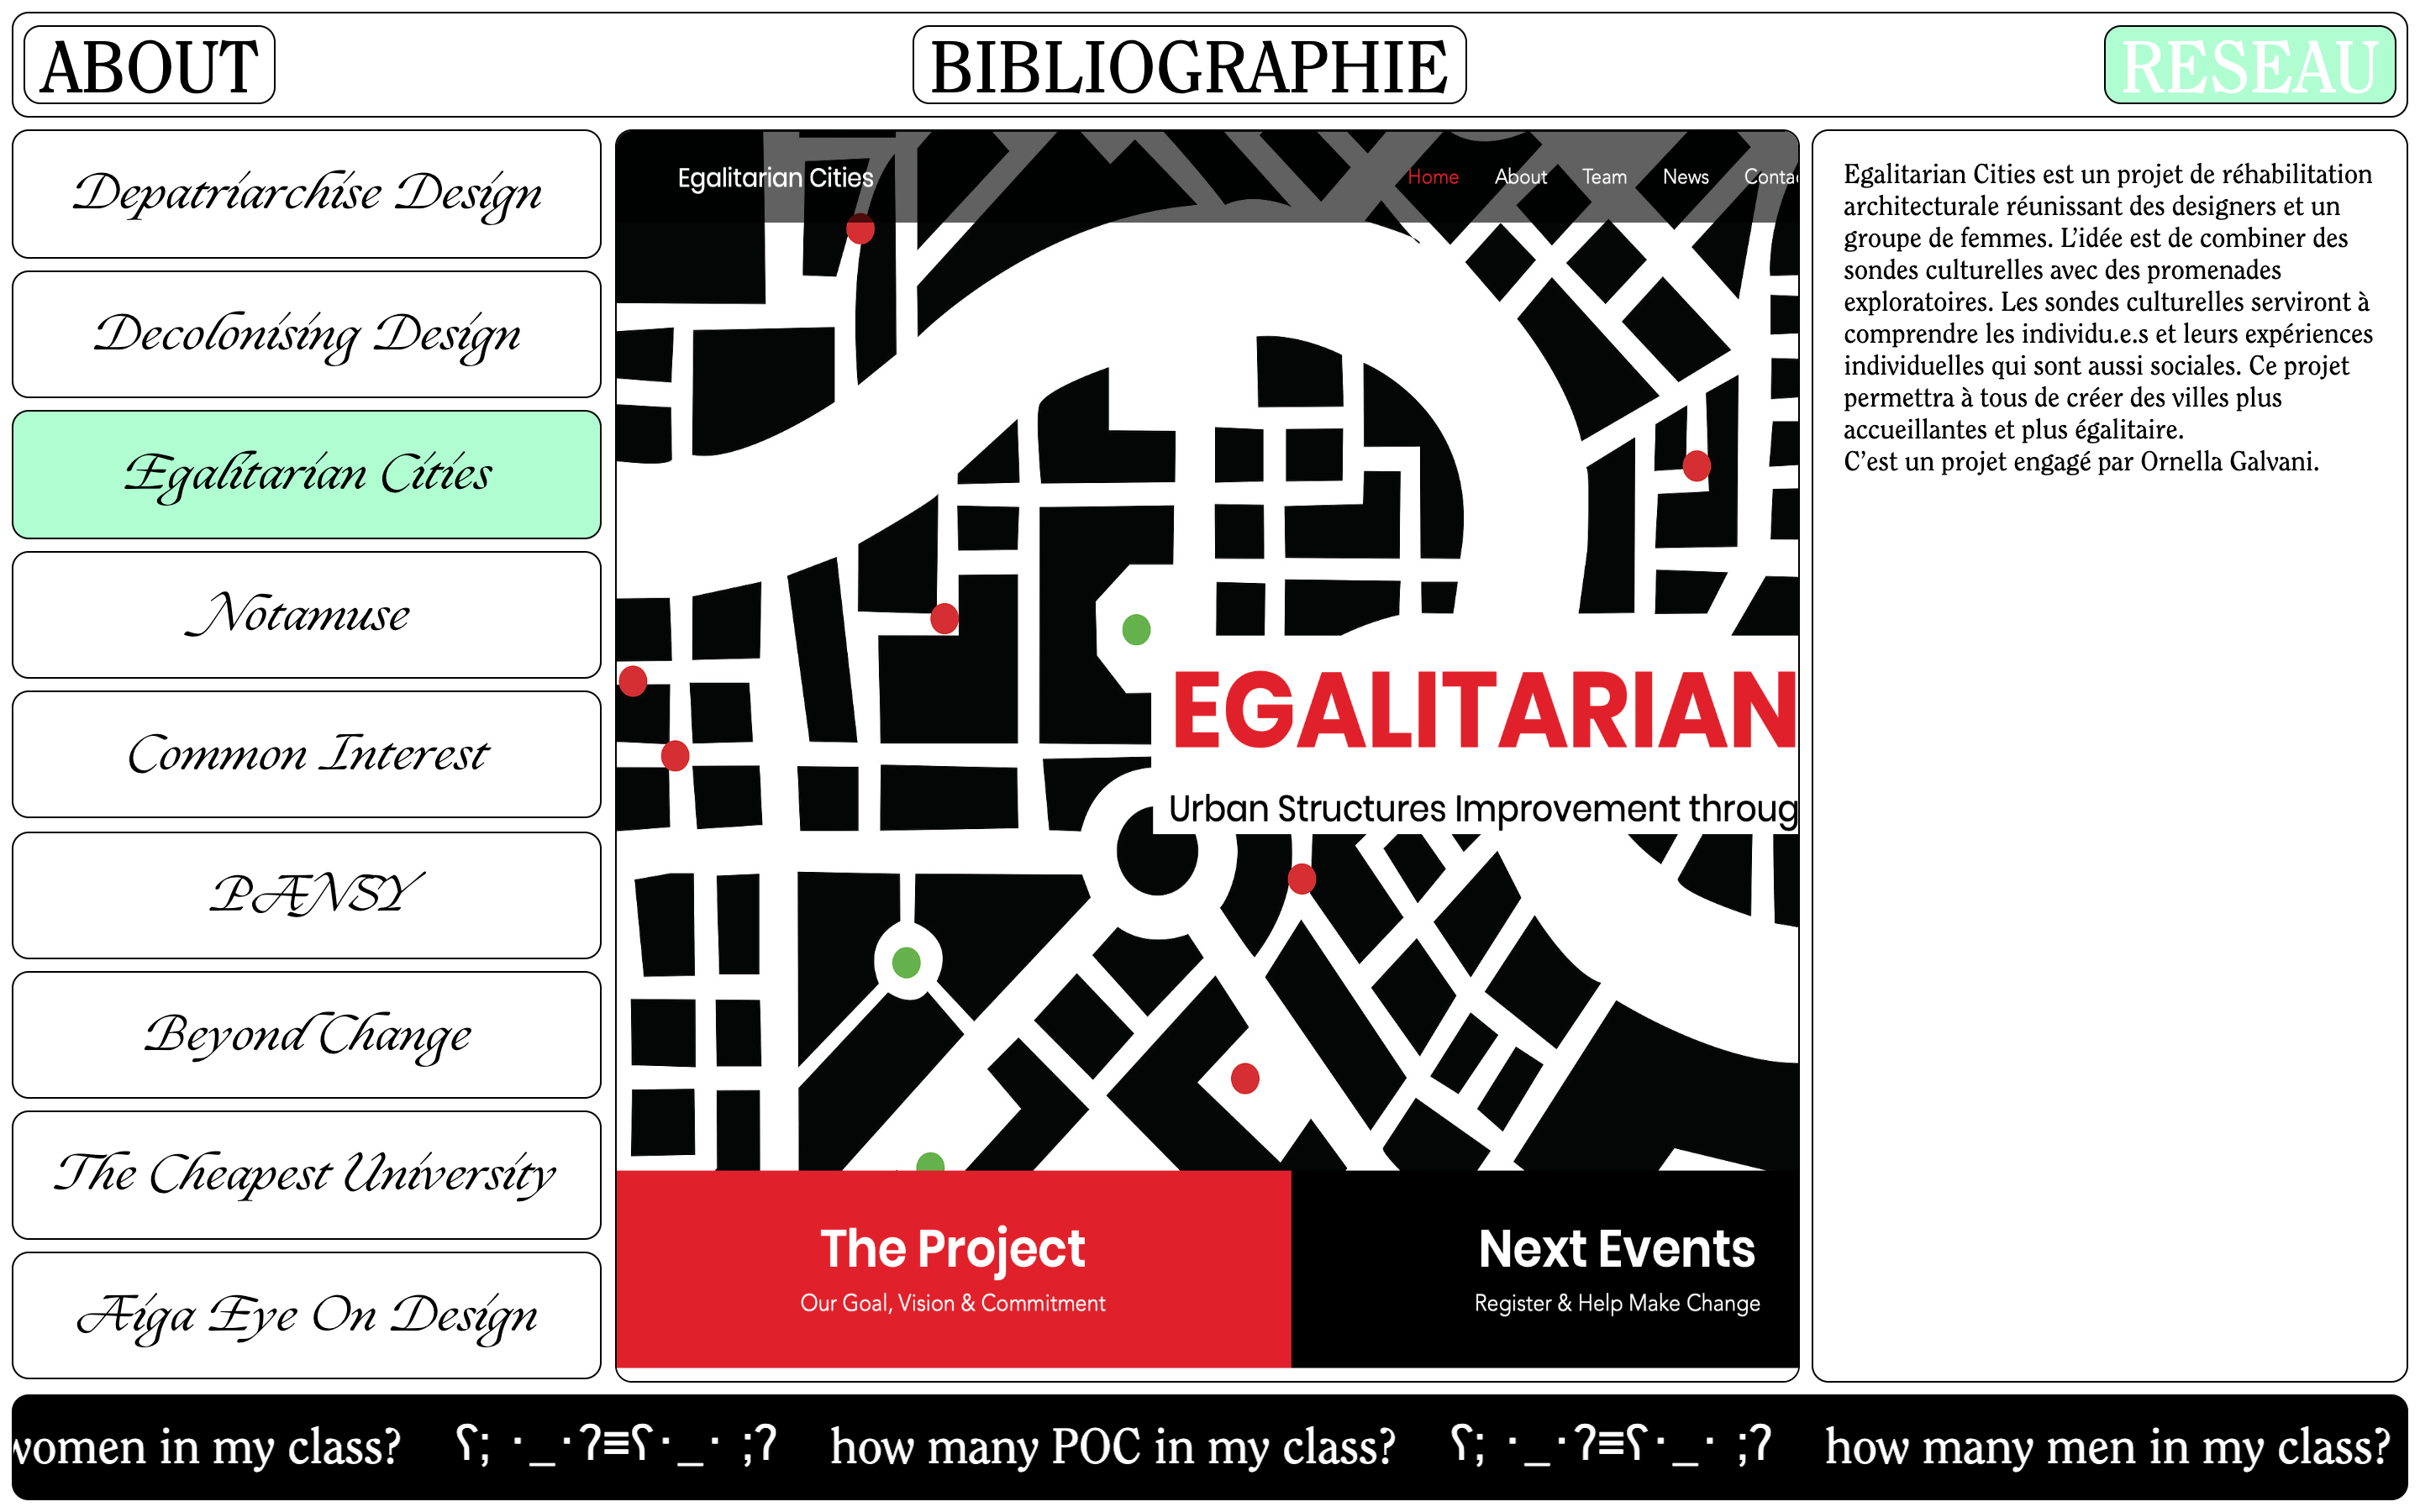 ABOUT
BIBLIOGRAPHIE
RESEAU
Depatriarchise Design
Decolonising Design
Egalitarian Cities
Notamuse
Common Interest
PÆNSY
Beyond Change
The Cheapest University
Aiga Eye On Design
Egalitarian Cities
Home About Team News Contac
EGALITARIAN
Urban Structures Improvement throug
The Project
Our Goal, Vision & Commitment
Next Events
Register & Help Make Change
Egalitarian Cities est un projet de réhabilitation
architecturale réunissant des designers et un
groupe de femmes. L’idée est de combiner des
sondes culturelles avec des promenades
exploratoires. Les sondes culturelles serviront à
comprendre les individu.e.s et leurs expériences
individuelles qui sont aussi sociales. Ce projet
permettra à tous de créer des villes plus
accueillantes et plus égalitaire.
C’est un projet engagé par Ornella Galvani.
women in my class? ʕ; ·_·ʔ≡ʕ·_· ;ʔ how many POC in my class? ʕ; ·_·ʔ≡ʕ·_· ;ʔ how many men in my class?